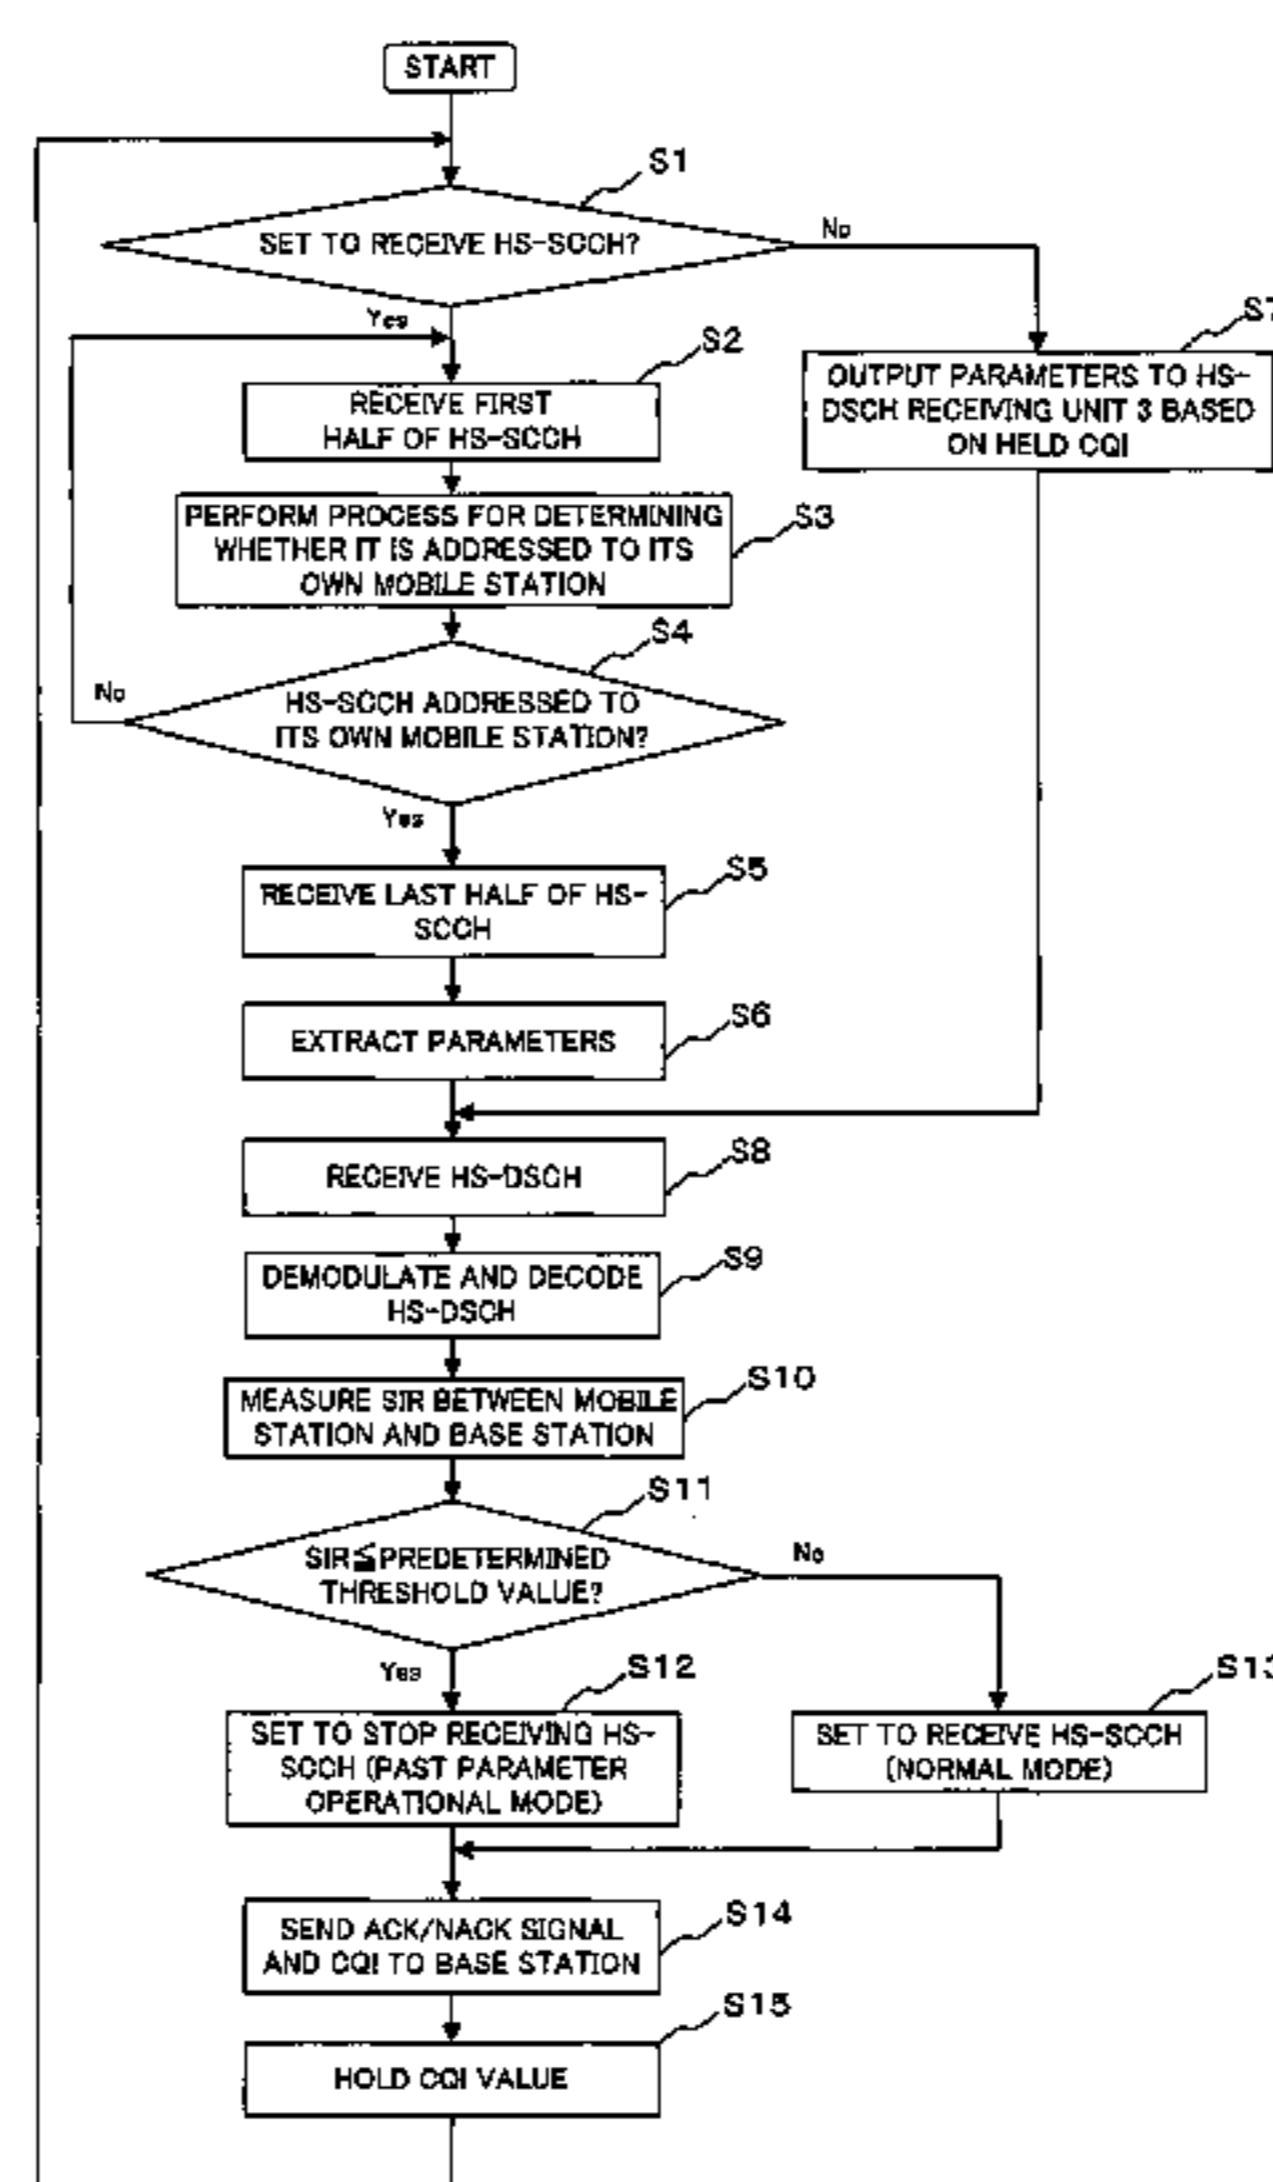 START
S1
SET TO RECEIVE HS-SCCH?
No
Yes
S2
RECEIVE FIRST
HALF OF HS-SCCH
S7
OUTPUT PARAMETERS TO HS-
DSCH RECEIVING UNIT 3 BASED
ON HELD CQI
PERFORM PROCESS FOR DETERMINING
WHETHER IT IS ADDRESSED TO ITS
OWN MOBILE STATION
S3
S4
No
HS-SCCH ADDRESSED TO
ITS OWN MOBILE STATION?
Yes
S5
RECEIVE LAST HALF OF HS-
SCCH
S6
EXTRACT PARAMETERS
S8
RECEIVE HS-DSCH
S9
DEMODULATE AND DECODE
HS-DSCH
S10
MEASURE SIR BETWEEN MOBILE
STATION AND BASE STATION
S11
SIR≦PREDETERMINED
THRESHOLD VALUE?
No
Yes
S12
SET TO STOP RECEIVING HS-
SCCH (PAST PARAMETER
OPERATIONAL MODE)
S13
SET TO RECEIVE HS-SCCH
(NORMAL MODE)
S14
SEND ACK/NACK SIGNAL
AND CQI TO BASE STATION
S15
HOLD CQI VALUE